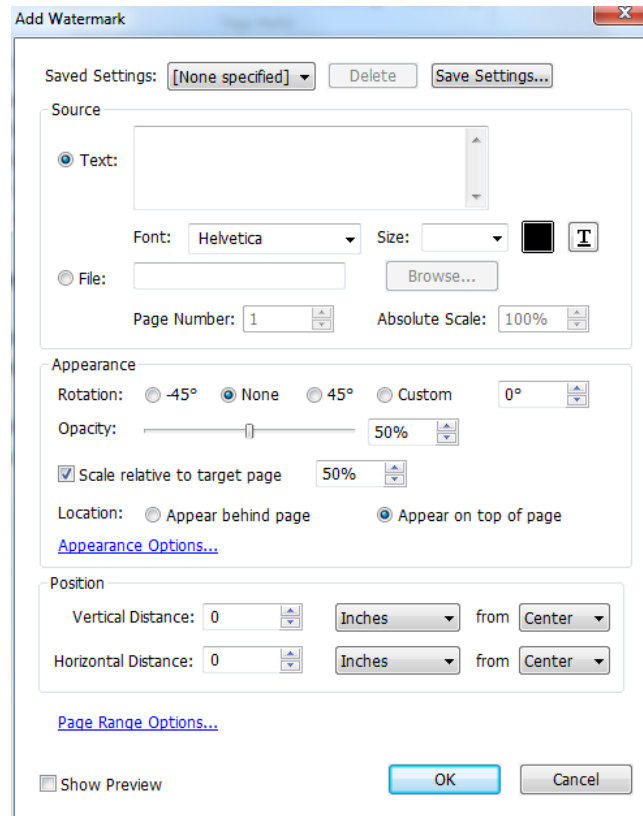 Add Watermark
Saved Settings: [None specified] Delete Save Settings...
Source
Text:
Font: Helvetica Size: T
File: Browse...
Page Number: 1 Absolute Scale: 100%
Appearance
Rotation: -45° None 45° Custom 0°
Opacity: 50%
Scale relative to target page 50%
Location: Appear behind page Appear on top of page
Appearance Options...
Position
Vertical Distance: 0 Inches from Center
Horizontal Distance: 0 Inches from Center
Page Range Options...
Show Preview OK Cancel